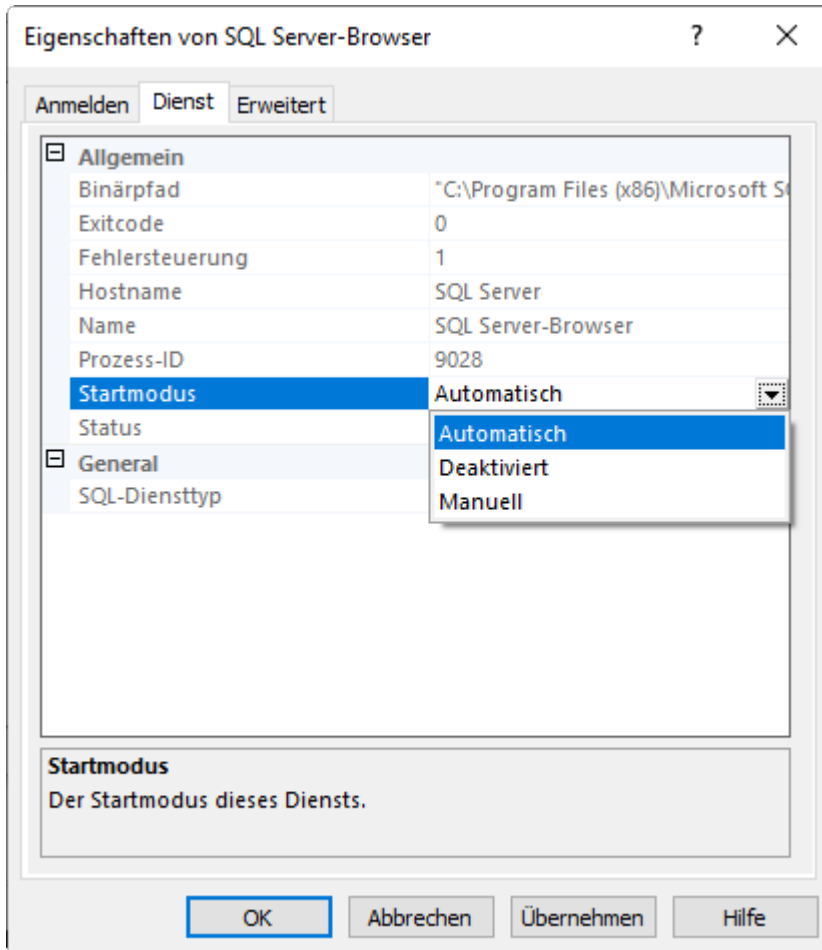 Eigenschaften von SQL Server-Browser ?
Anmelden Dienst Erweitert
Allgemein
Binärpfad "C:\Program Files (x86)\Microsoft
Exitcode 0
Fehlersteuerung 1
Hostname SQL Server
Name SQL Server-Browser
Prozess-ID 9028
Startmodus Automatisch
Status Automatisch
General Deaktiviert
SQL-Diensttyp Manuell
Startmodus
Der Startmodus dieses Diensts.
OK Abbrechen Übernehmen Hilfe